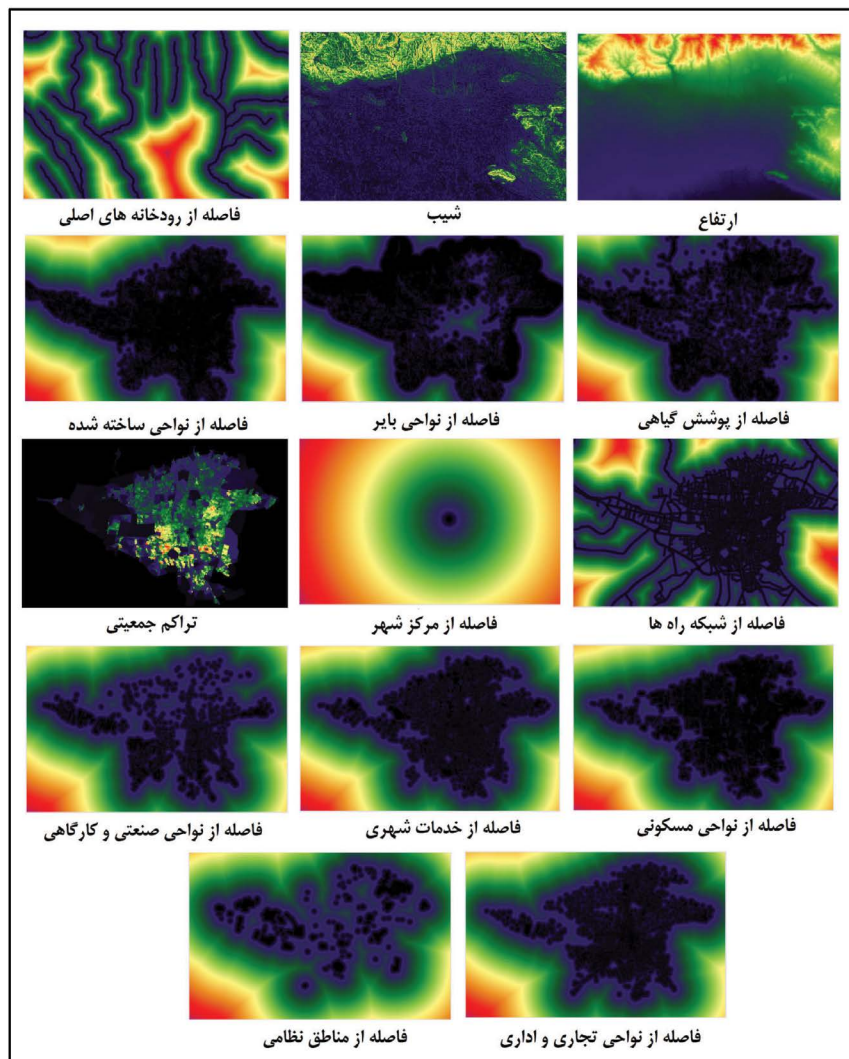 ارتفاع
شیب
فاصله از رودخانه های اصلی
فاصله از پوشش گیاهی
فاصله از نواحی بایر
فاصله از نواحی ساخته شده
فاصله از شبکه راه ها
فاصله از مرکز شهر
تراکم جمعیتی
فاصله از نواحی مسکونی
فاصله از خدمات شهری
فاصله از نواحی صنعتی و کارگاهی
فاصله از نواحی تجاری و اداری
فاصله از مناطق نظامی